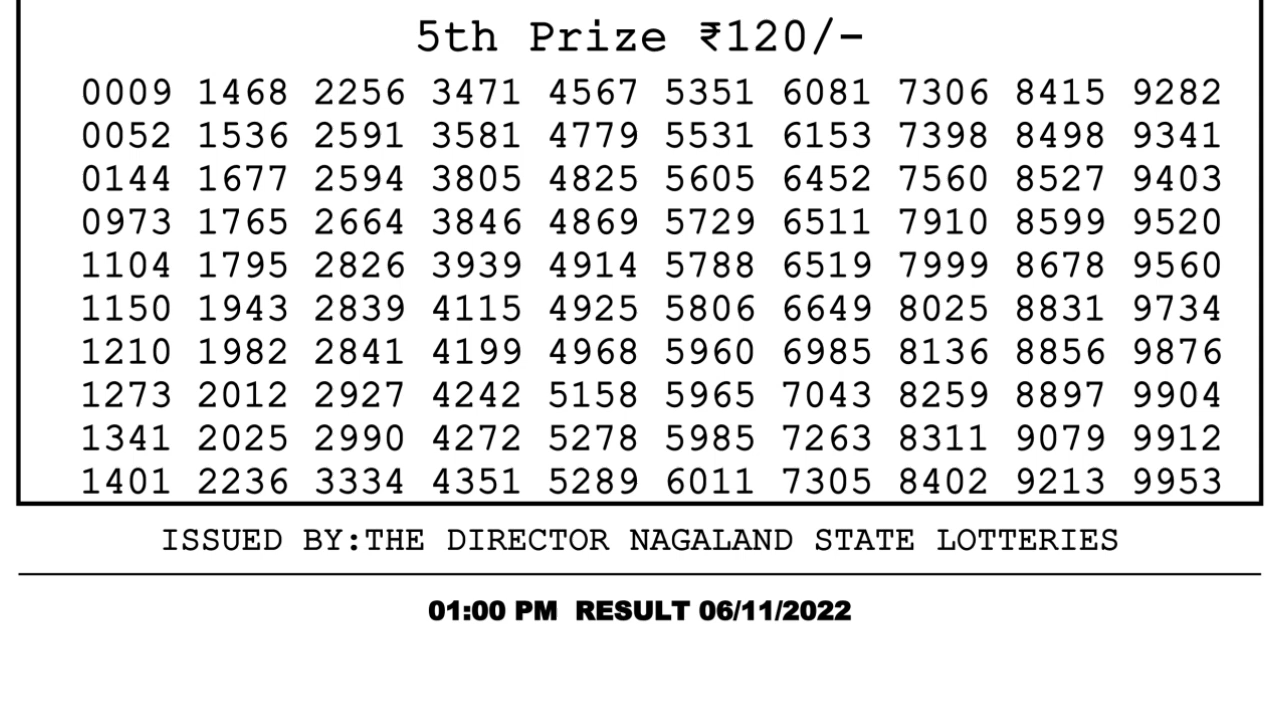 5th Prize ₹120/-
0009 1468 2256 3471 4567 5351 6081 7306 8415 9282
0052 1536 2591 3581 4779 5531 6153 7398 8498 9341
0144 1677 2594 3805 4825 5605 6452 7560 8527 9403
0973 1765 2664 3846 4869 5729 6511 7910 8599 9520
1104 1795 2826 3939 4914 5788 6519 7999 8678 9560
1150 1943 2839 4115 4925 5806 6649 8025 8831 9734
1210 1982 2841 4199 4968 5960 6985 8136 8856 9876
1273 2012 2927 4242 5158 5965 7043 8259 8897 9904
1341 2025 2990 4272 5278 5985 7263 8311 9079 9912
1401 2236 3334 4351 5289 6011 7305 8402 9213 9953
ISSUED BY:THE DIRECTOR NAGALAND STATE LOTTERIES
01:00 PM RESULT 06/11/2022